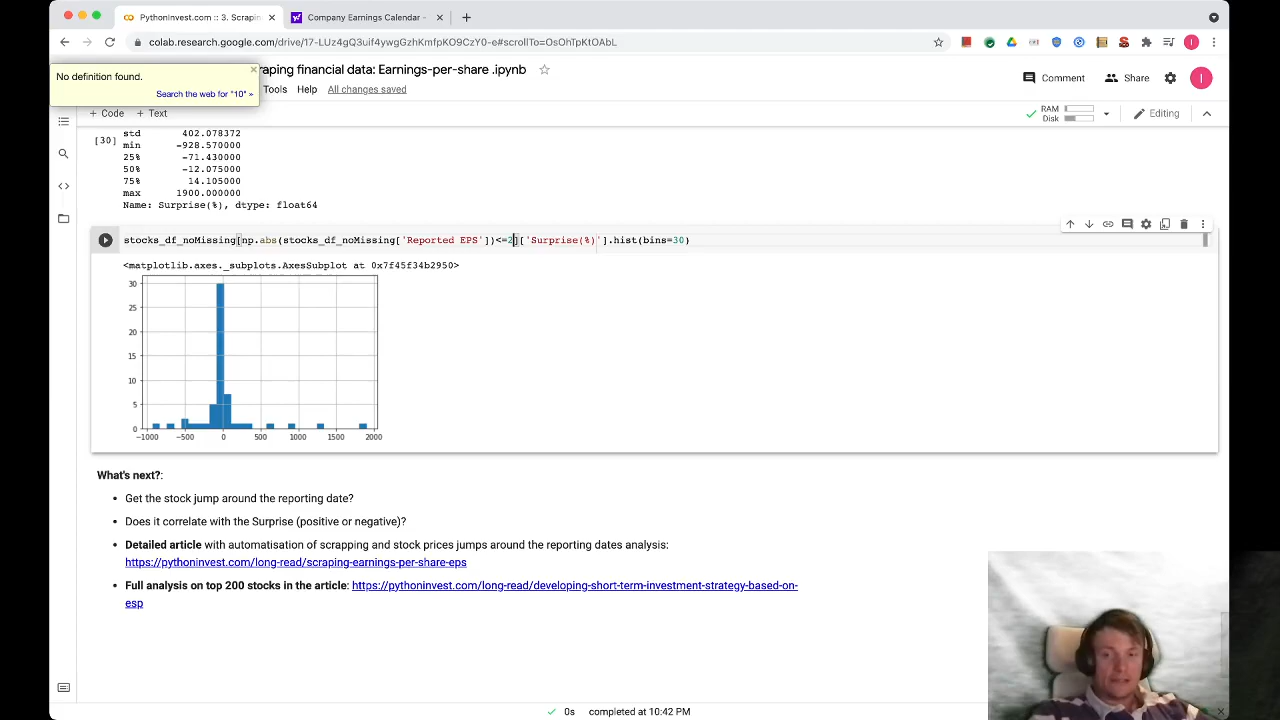 PythonInvest.com :: 3. Scrapin
Company Earnings Calendar -
colab.research.google.com/drive/17-LUz4gQ3uif4ywgGzhKmfpKO9CzY0-e#scrollTo=OsOhTpKtOAbL
No definition found.
Search the web for "10" »
craping financial data: Earnings-per-share .ipynb
Tools Help All changes saved
Comment Share
+ Code + Text
RAM
Disk
Editing
std 402.078372
[30]
min -928.570000
25% -71.430000
50% -12.075000
75% 14.105000
max 1900.000000
Name: Surprise(%), dtype: float64
stocks_df_noMissing[np.abs(stocks_df_noMissing['Reported EPS'])<=2]['Surprise(%)'].hist(bins=30)
<matplotlib.axes._subplots.AxesSubplot at 0x7f45f34b2950>
30
25
20
15
10
5
0
-1000 -500 0 500 1000 1500 2000
What's next?:
• Get the stock jump around the reporting date?
• Does it correlate with the Surprise (positive or negative)?
• Detailed article with automatisation of scrapping and stock prices jumps around the reporting dates analysis:
https://pythoninvest.com/long-read/scraping-earnings-per-share-eps
• Full analysis on top 200 stocks in the article: https://pythoninvest.com/long-read/developing-short-term-investment-strategy-based-on-
esp
0s completed at 10:42 PM